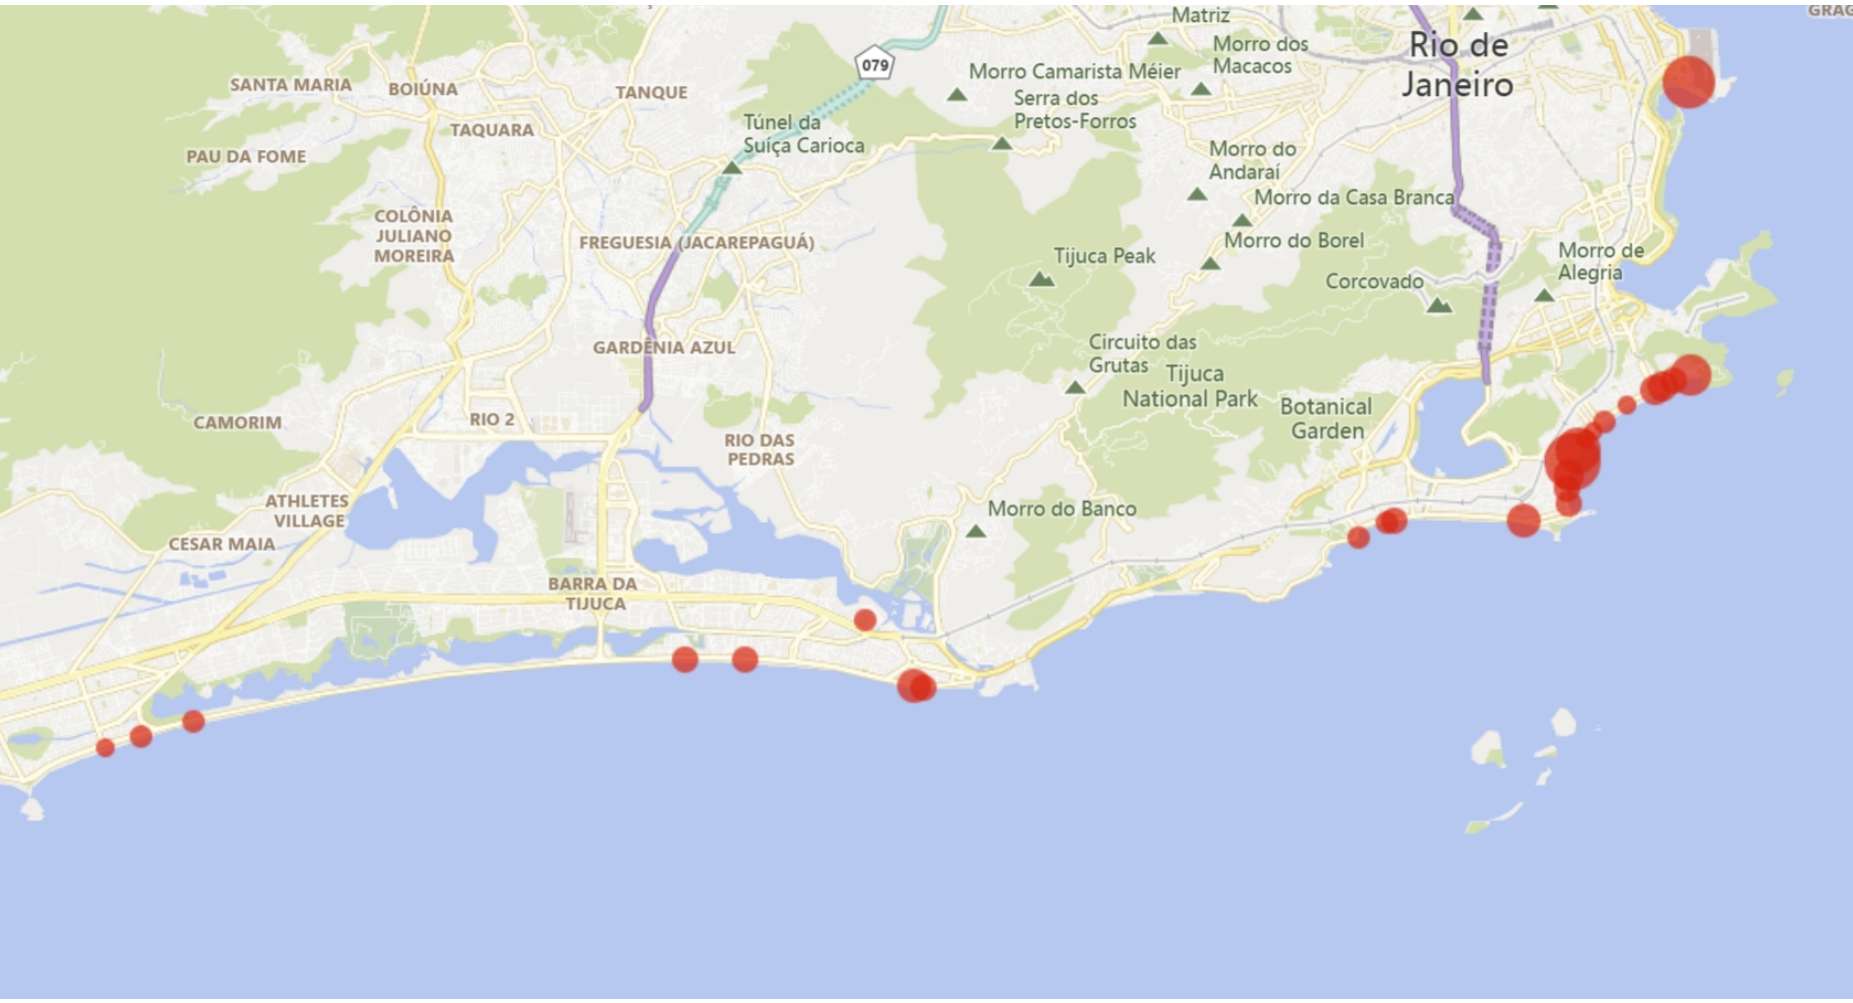 GRAG
Matriz
Rio de
Janeiro
Morro dos
Macacos
079
Morro Camarista Méier
SANTA MARIA
BOIÚNA
TANQUE
Serra dos
Pretos-Forros
Túnel da
Suíça Carioca
TAQUARA
PAU DA FOME
Morro do
Andaraí
Morro da Casa Branca
COLÔNIA
JULIANO
MOREIRA
FREGUESIA (JACAREPAGUÁ)
Morro do Borel
Tijuca Peak
Morro de
Alegria
Corcovado
GARDÊNIA AZUL
Circuito das
Grutas
Tijuca
National Park
Botanical
Garden
CAMORIM
RIO 2
RIO DAS
PEDRAS
ATHLETES
VILLAGE
Morro do Banco
CESAR MAIA
BARRA DA
TIJUCA